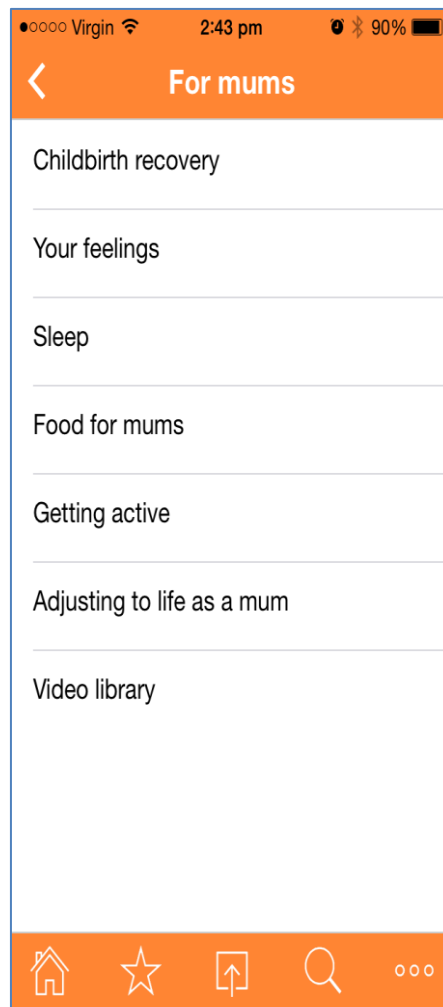 Virgin 2:43 pm 90%
For mums
Childbirth recovery
Your feelings
Sleep
Food for mums
Getting active
Adjusting to life as a mum
Video library